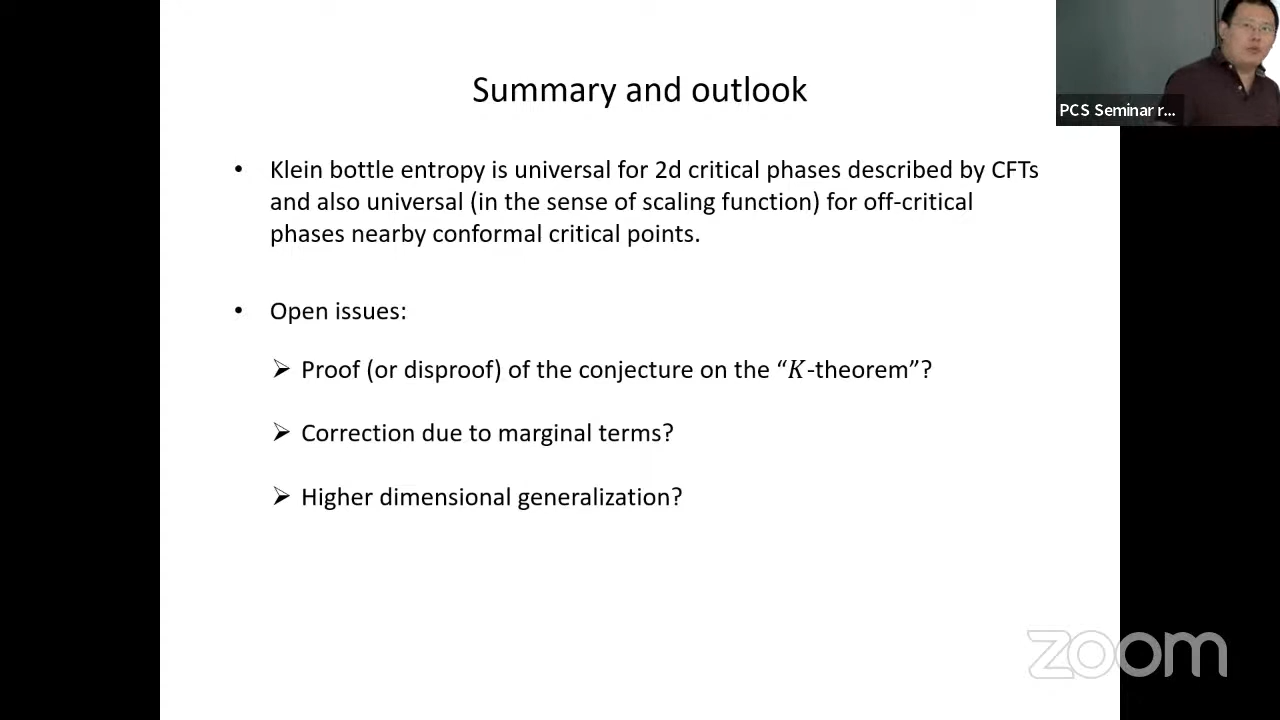 Summary and outlook
PCS Seminar r...
• Klein bottle entropy is universal for 2d critical phases described by CFTs
and also universal (in the sense of scaling function) for off-critical
phases nearby conformal critical points.
• Open issues:
➢ Proof (or disproof) of the conjecture on the “K-theorem”?
➢ Correction due to marginal terms?
➢ Higher dimensional generalization?
zoom